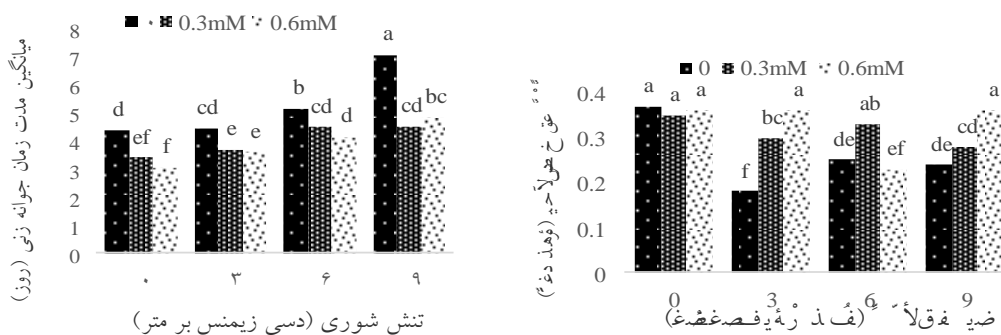 ۰ 0.3mM 0.6mM
8
7
6
5
4
3
2
1
0
d ef f cd e e b cd d a cd bc
۰ ۳ ۶ ۹
تنش شوری (دسی زیمنس بر متر)
میانگین مدت زمان جوانه زنی (روز)
0 0.3mM 0.6mM
0.4
0.3
0.2
0.1
0
a a a f bc a de ab ef de cd a
0 3 6 9